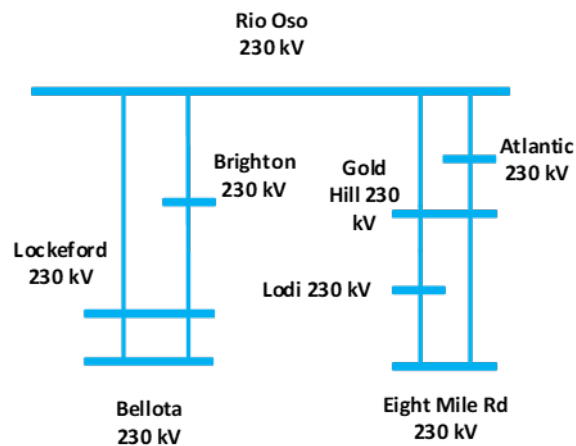 Rio Oso
230 kV
Brighton
230 kV
Gold
Hill 230
kV
Atlantic
230 kV
Lockeford
230 kV
Lodi 230 kV
Bellota
230 kV
Eight Mile Rd
230 kV